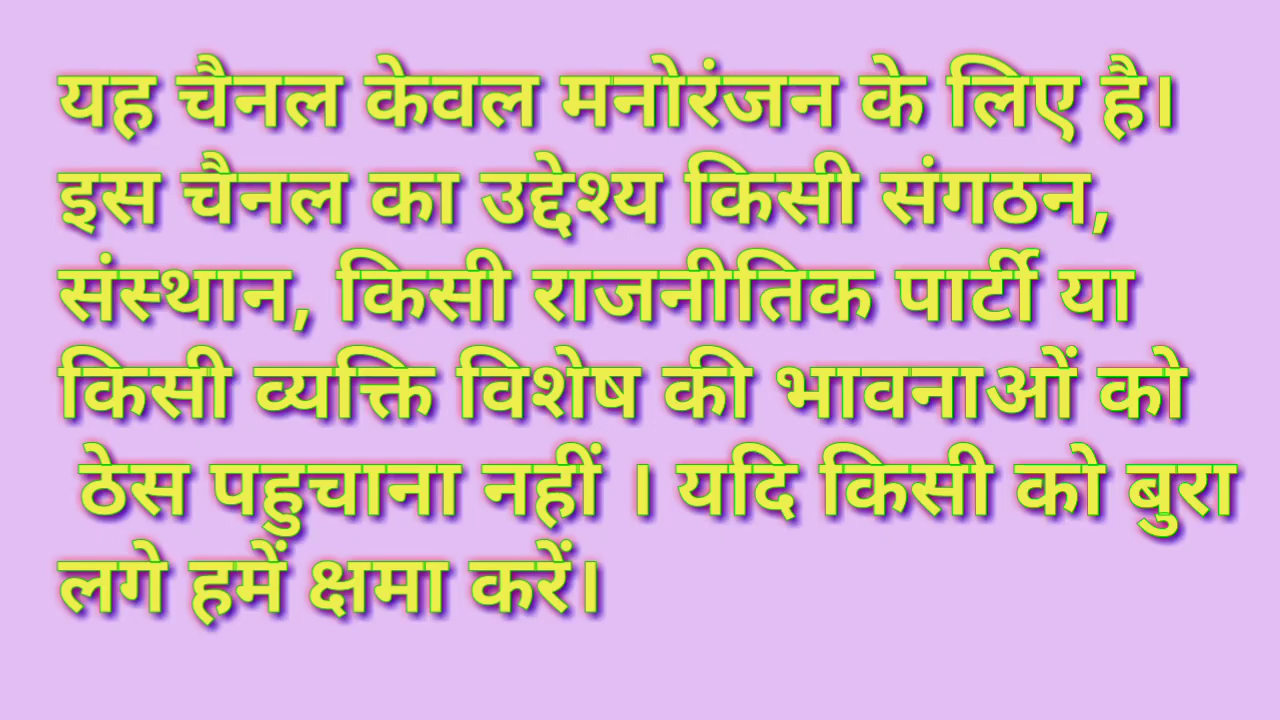 यह चैनल केवल मनोरंजन के लिए है।
इस चैनल का उद्देश्य किसी संगठन,
संस्थान, किसी राजनीतिक पार्टी या
किसी व्यक्ति विशेष की भावनाओं को
ठेस पहुचाना नहीं । यदि किसी को बुरा
लगे हमें क्षमा करें।